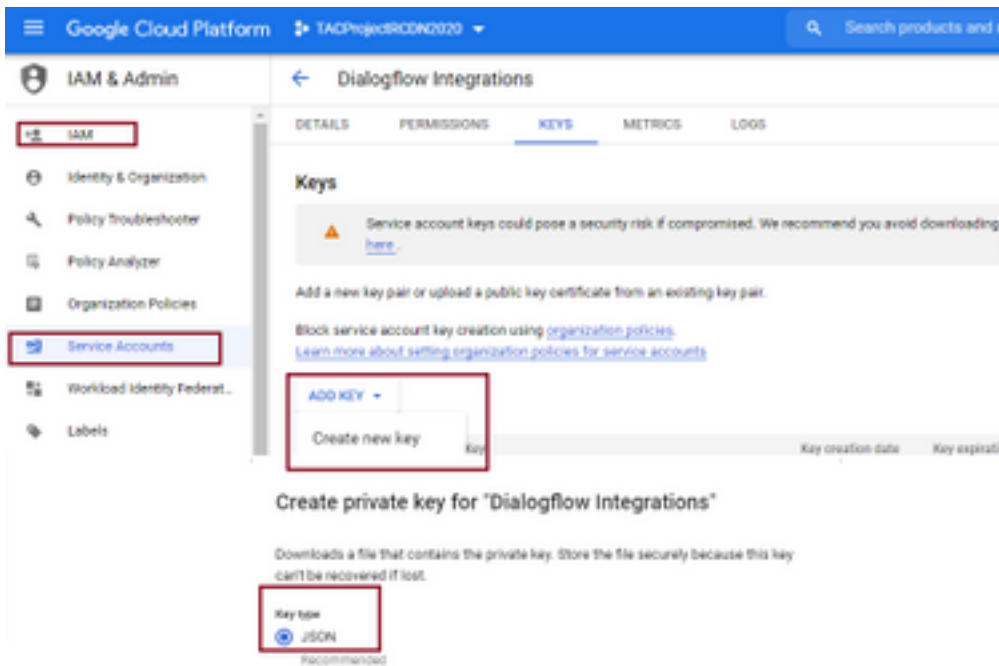 Google Cloud Platform
TACProjectRCDN2020
Search products and
IAM & Admin
Dialogflow Integrations
IAM
Identity & Organization
Policy Troubleshooter
Policy Analyzer
Organization Policies
Service Accounts
Workload Identity Federat...
Labels
DETAILS PERMISSIONS KEYS METRICS LOGS
Keys
Service account keys could pose a security risk if compromised. We recommend you avoid downloading
here.
Add a new key pair or upload a public key certificate from an existing key pair.
Block service account key creation using organization policies.
Learn more about setting organization policies for service accounts
ADD KEY
Create new key
Key
Key creation date Key expirati
Create private key for "Dialogflow Integrations"
Downloads a file that contains the private key. Store the file securely because this key
can't be recovered if lost.
Key type
JSON
Recommended